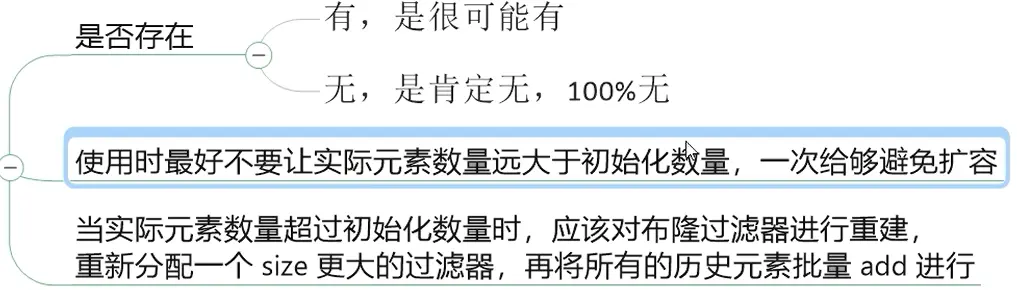 是否存在
有，是很可能有
无，是肯定无，100%无
使用时最好不要让实际元素数量远大于初始化数量，一次给够避免扩容
当实际元素数量超过初始化数量时，应该对布隆过滤器进行重建，
重新分配一个 size 更大的过滤器，再将所有的历史元素批量 add 进行